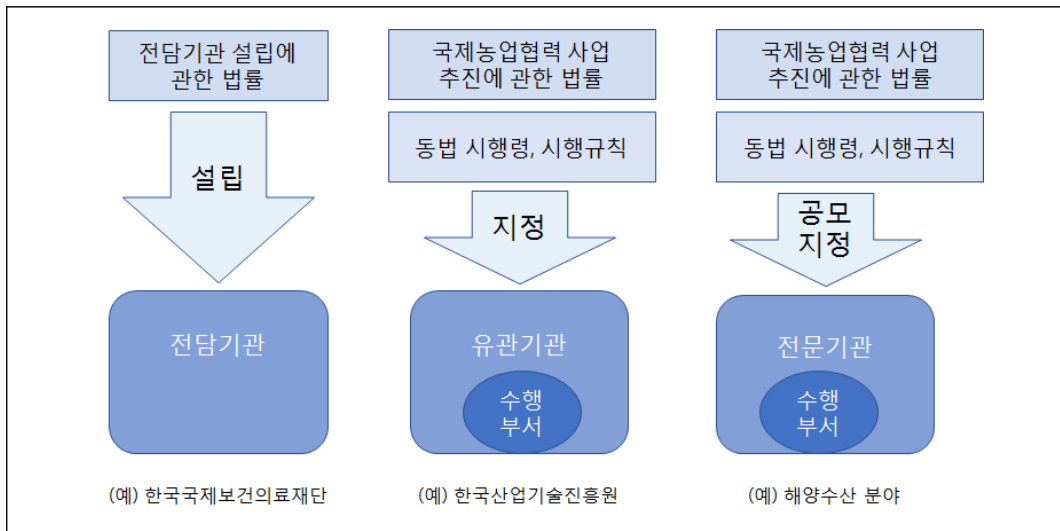 전담기관 설립에
관한 법률
설립
전담기관
(예) 한국국제보건의료재단
국제농업협력 사업
추진에 관한 법률
동법 시행령, 시행규칙
지정
유관기관
수행
부서
(예) 한국산업기술진흥원
국제농업협력 사업
추진에 관한 법률
동법 시행령, 시행규칙
공모
지정
전문기관
수행
부서
(예) 해양수산 분야